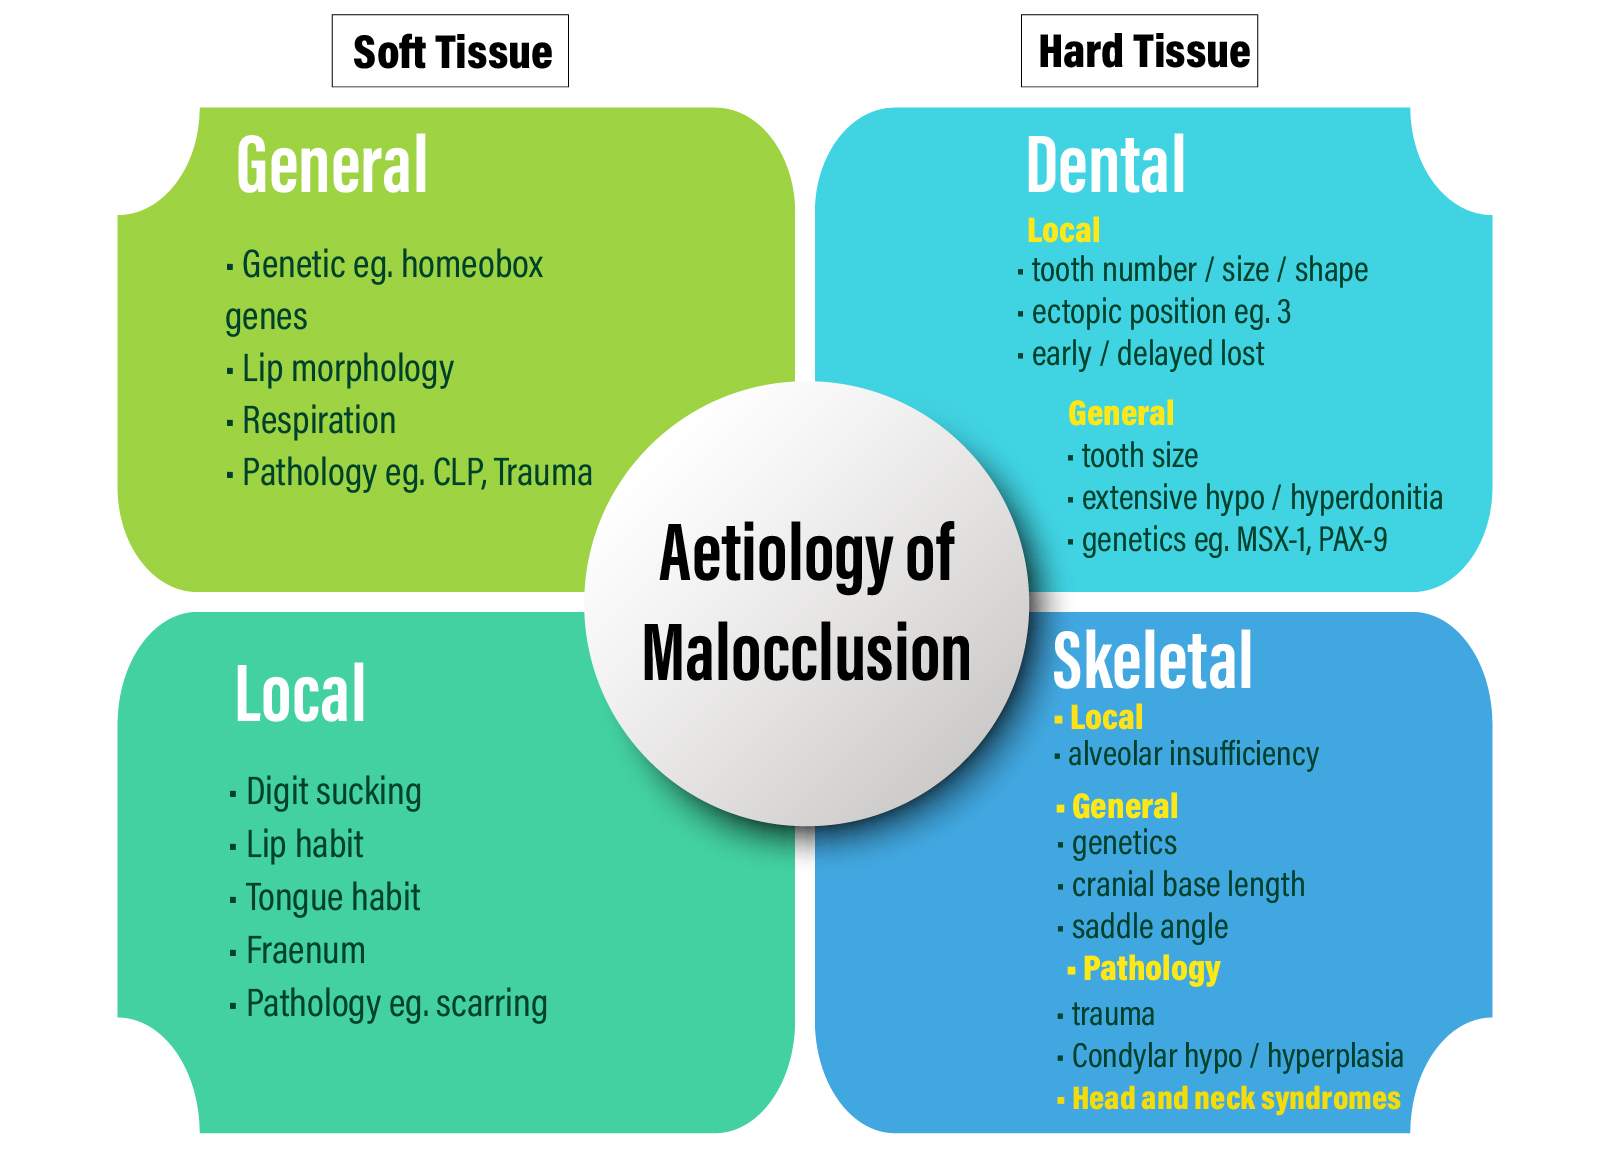 Soft Tissue
Hard Tissue
General
▪ Genetic eg. homeobox
genes
▪ Lip morphology
▪ Respiration
▪ Pathology eg. CLP, Trauma
Dental
Local
▪ tooth number / size / shape
▪ ectopic position eg. 3
▪ early / delayed lost
General
▪ tooth size
▪ extensive hypo / hyperdonitia
▪ genetics eg. MSX-1, PAX-9
Aetiology of
Malocclusion
Local
▪ Digit sucking
▪ Lip habit
▪ Tongue habit
▪ Fraenum
▪ Pathology eg. scarring
Skeletal
▪ Local
▪ alveolar insufficiency
▪ General
▪ genetics
▪ cranial base length
▪ saddle angle
▪ Pathology
▪ trauma
▪ Condylar hypo / hyperplasia
▪ Head and neck syndromes